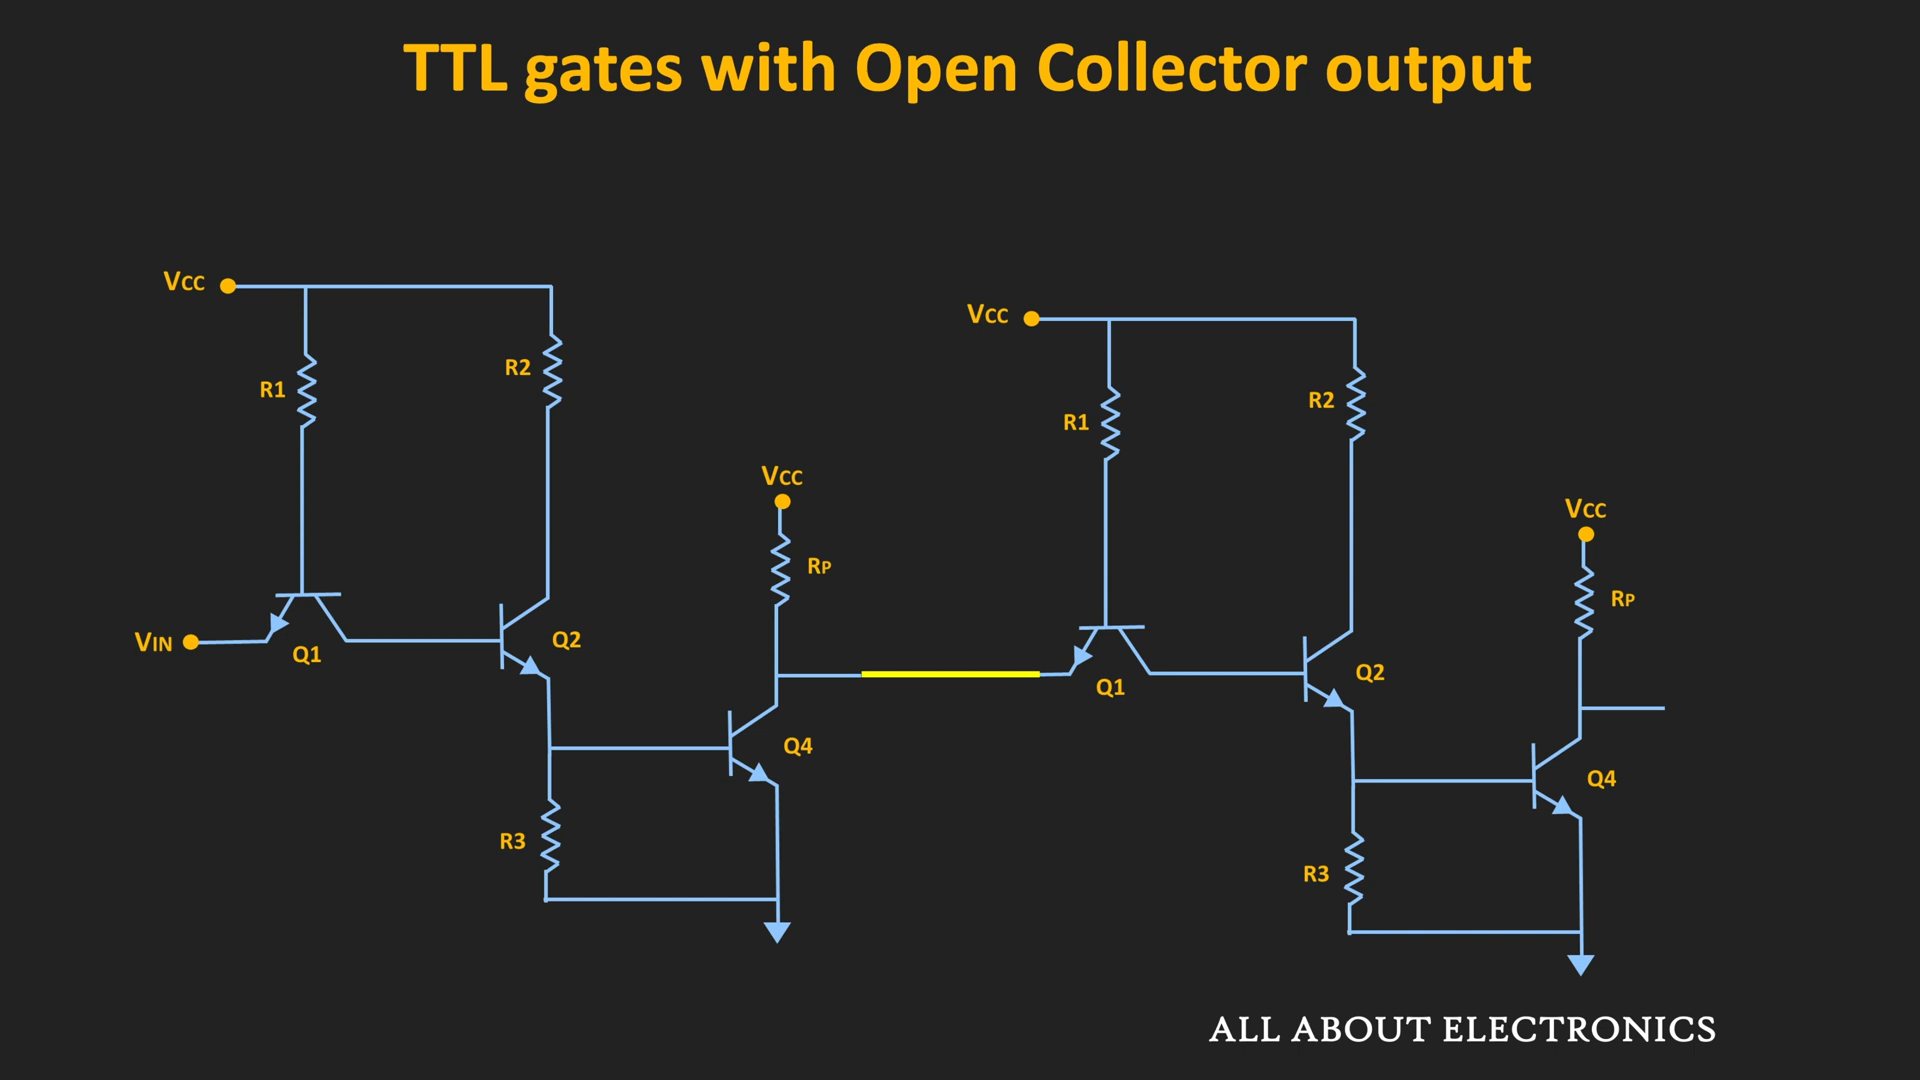 TTL gates with Open Collector output
VCC
R1
R2
VCC
RP
VIN
Q1
Q2
Q4
R3
VCC
R1
R2
VCC
RP
Q1
Q2
Q4
R3
ALL ABOUT ELECTRONICS